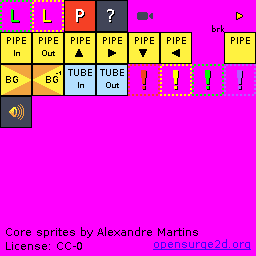 L L P ?
brk
PIPE In PIPE Out PIPE ▲ PIPE ▶ PIPE ▼ PIPE ◀ PIPE
BG BG TUBE In TUBE Out ! ! ! !
Core sprites by Alexandre Martins
License: CC-0 opensurge2d.org